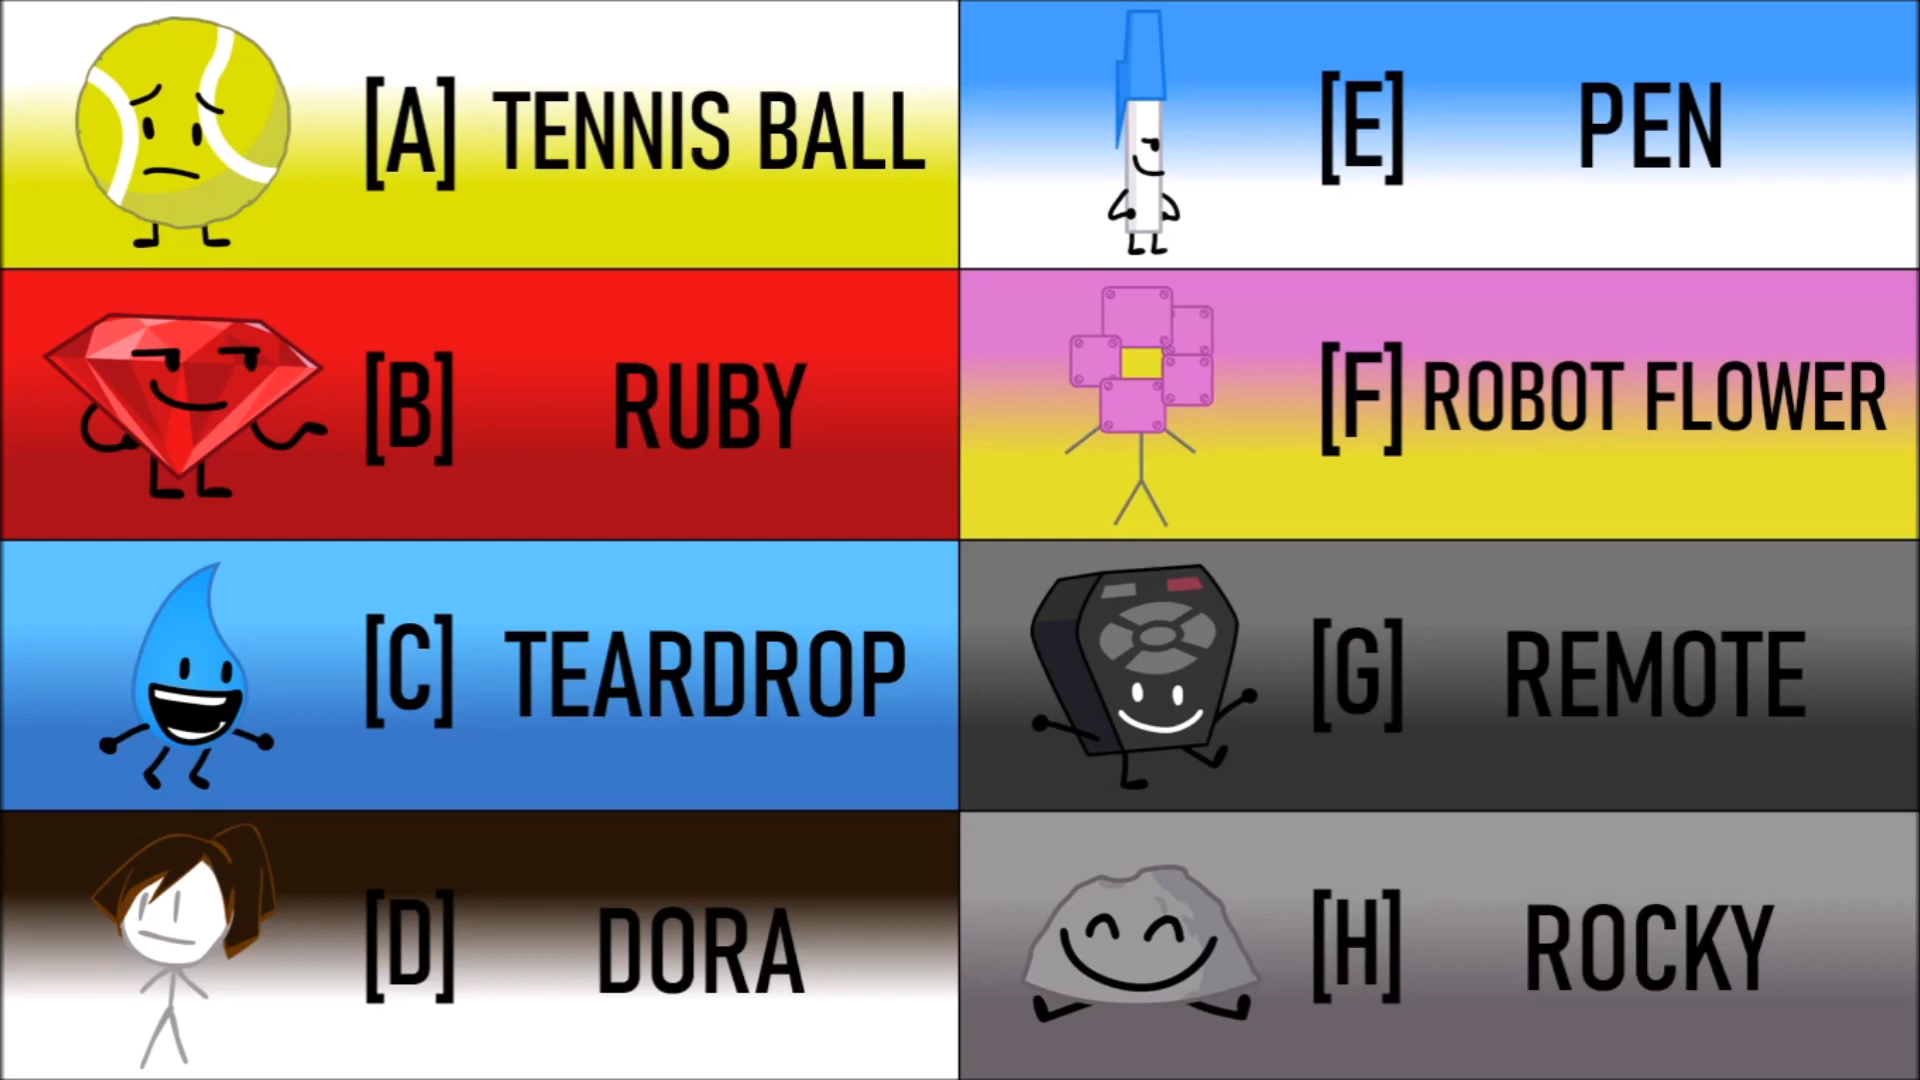 [A] TENNIS BALL
[B] RUBY
[C] TEARDROP
[D] DORA
[E] PEN
[F] ROBOT FLOWER
[G] REMOTE
[H] ROCKY